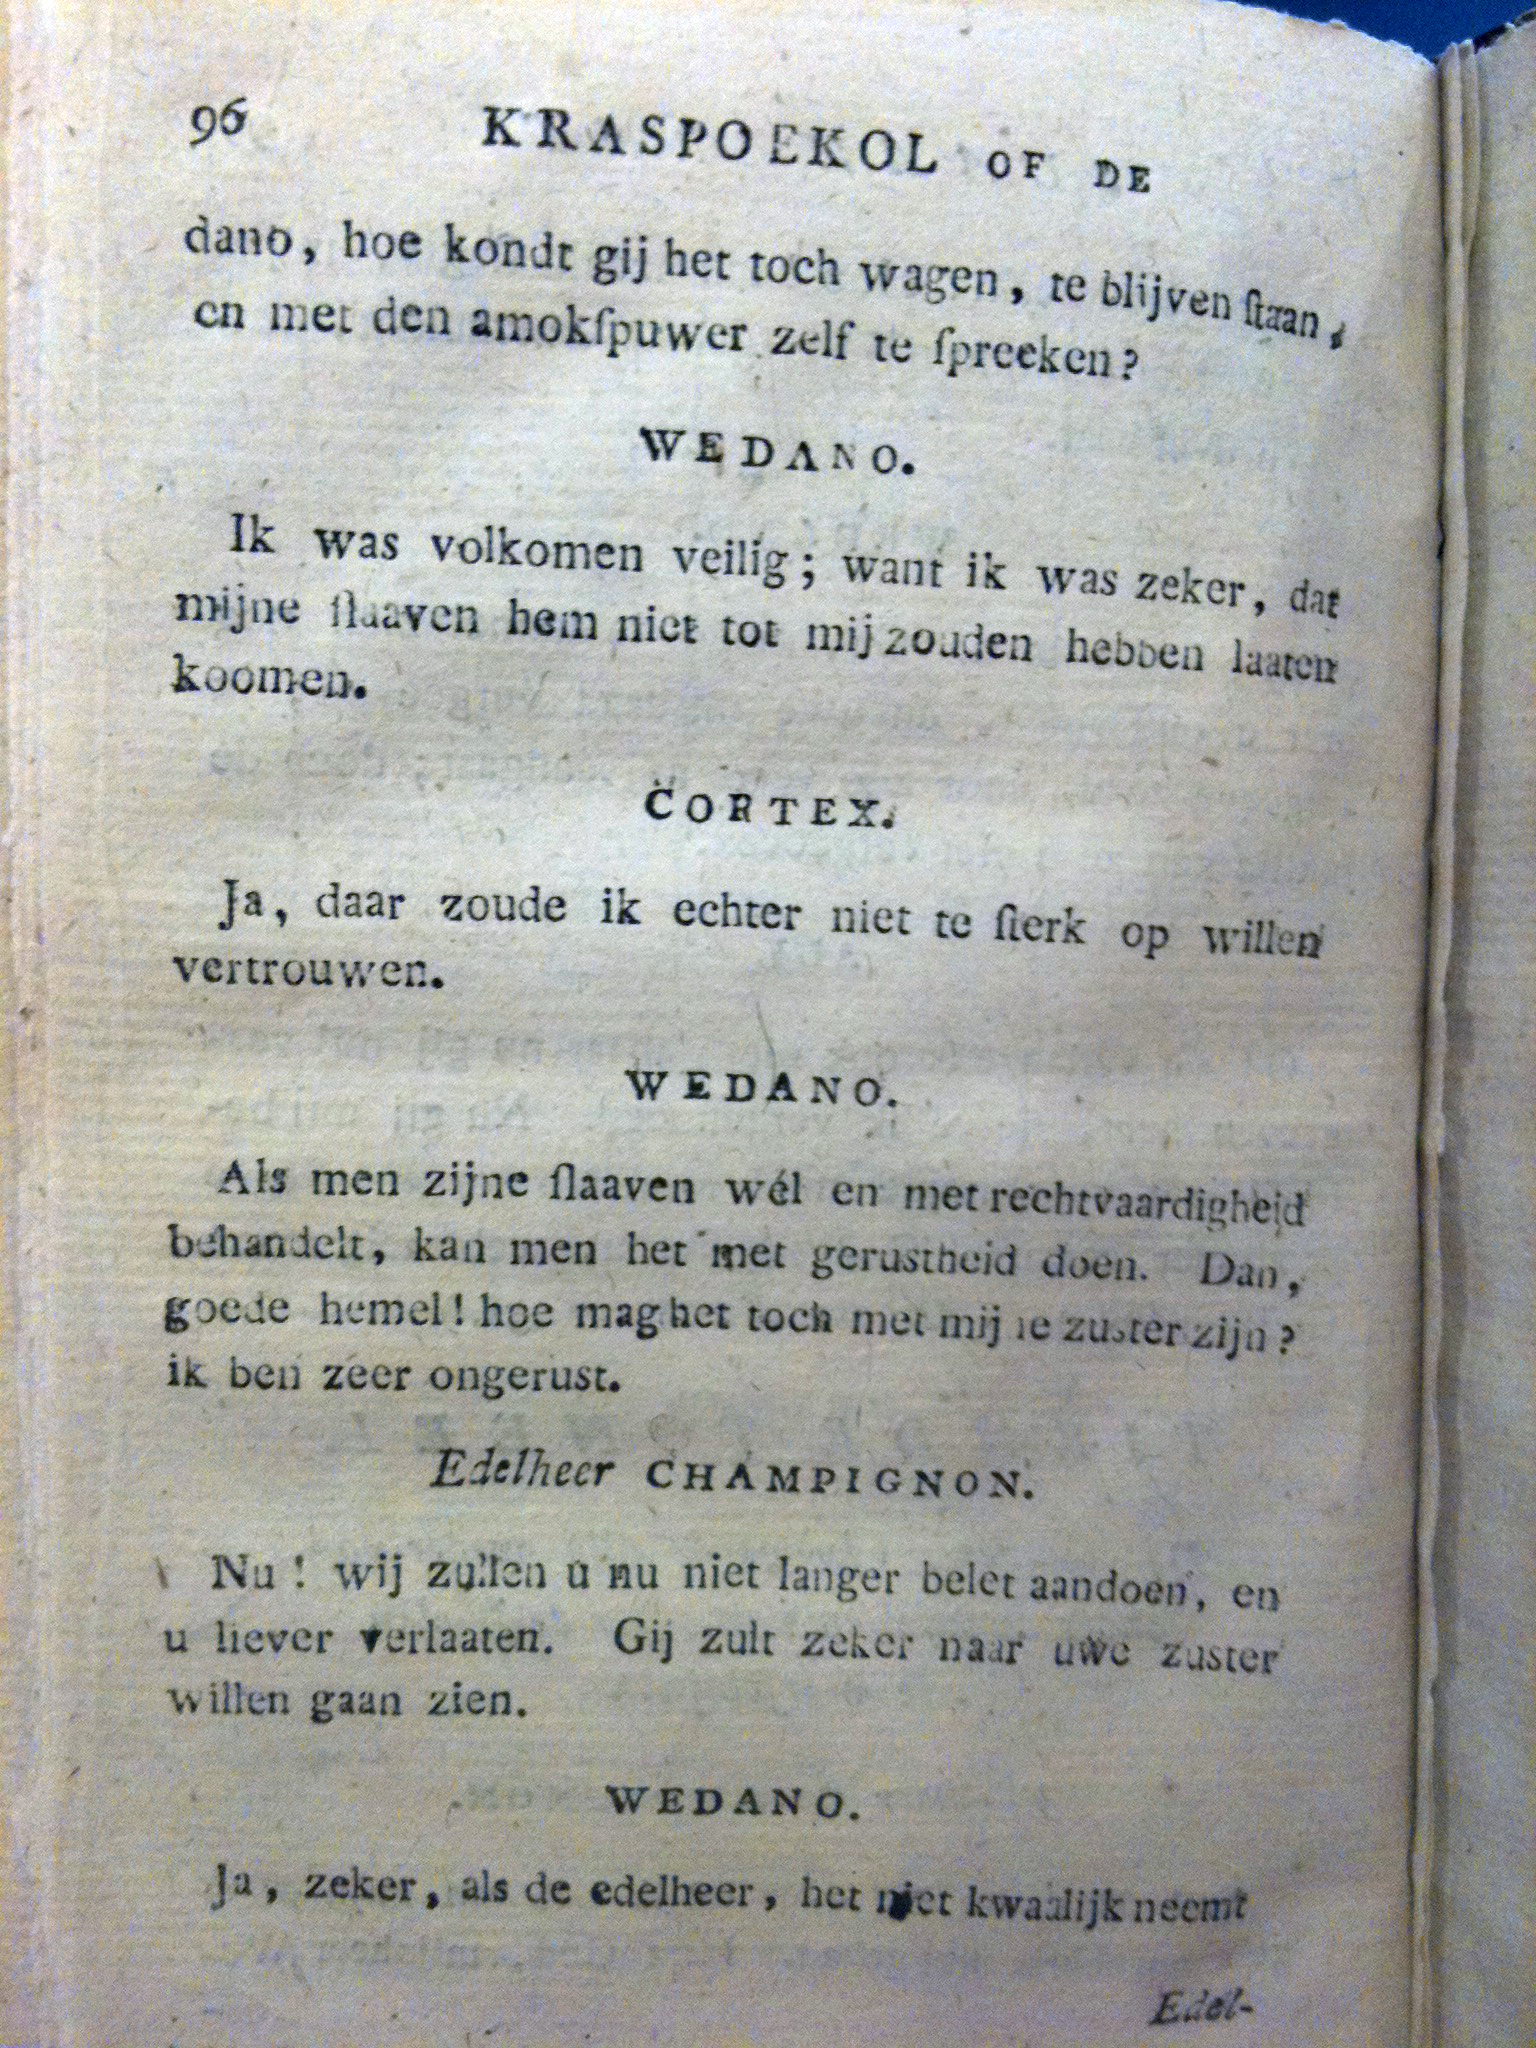 96 KRASPOEKOL OF DE
dano, hoe kondt gij het toch wagen, te blijven ſtaan,
en met den amokſpuwer zelf te ſpreeken?
WEDANO.
Ik was volkomen veilig; want ik was zeker, dat
mijne ſlaaven hem niet tot mij zouden hebben laaten
koomen.
CORTEX.
Ja, daar zoude ik echter niet te ſterk op willen
vertrouwen.
WEDANO.
Als men zijne ſlaaven wél en met rechtvaardigheid
behandelt, kan men het met gerustheid doen. Dan,
goede hemel! hoe mag het toch met mijne zuster zijn?
ik ben zeer ongerust.
Edelheer CHAMPIGNON.
Nu! wij zullen u nu niet langer belet aandoen, en
u liever verlaaten. Gij zult zeker naar uwe zuster
willen gaan zien.
WEDANO.
Ja, zeker, als de edelheer, het niet kwaalijk neemt
Edel-